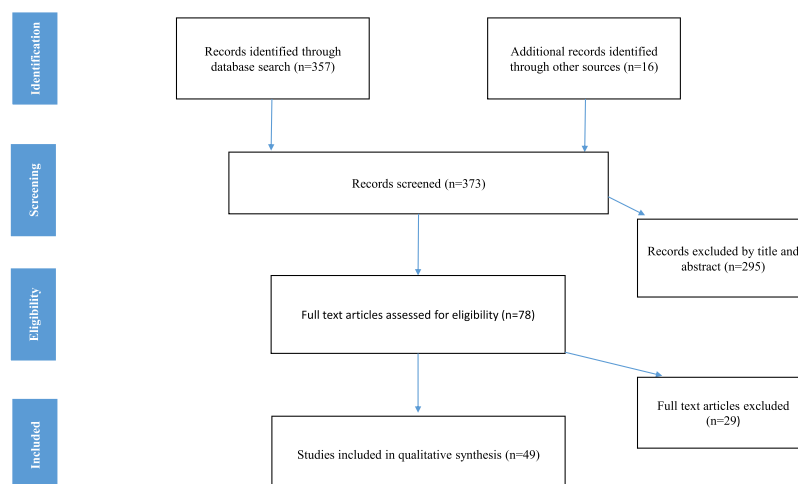 Identification
Records identified through
database search (n=357)
Additional records identified
through other sources (n=16)
Screening
Records screened (n=373)
Records excluded by title and
abstract (n=295)
Eligibility
Full text articles assessed for eligibility (n=78)
Full text articles excluded
(n=29)
Included
Studies included in qualitative synthesis (n=49)